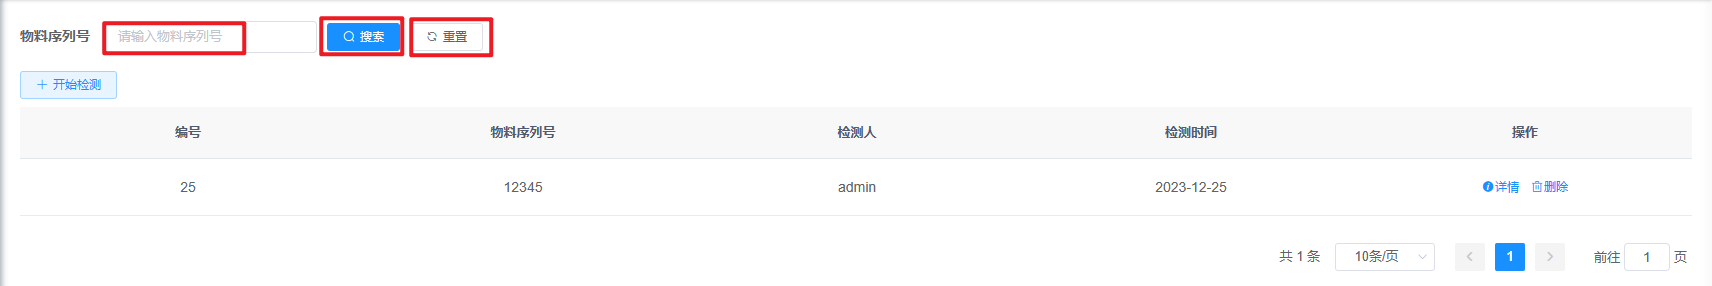 物料序列号 请输入物料序列号 搜索 重置
开始检测
编号 物料序列号 检测人 检测时间 操作
25 12345 admin 2023-12-25 详情 删除
共 1 条 10条/页 1 前往 1 页